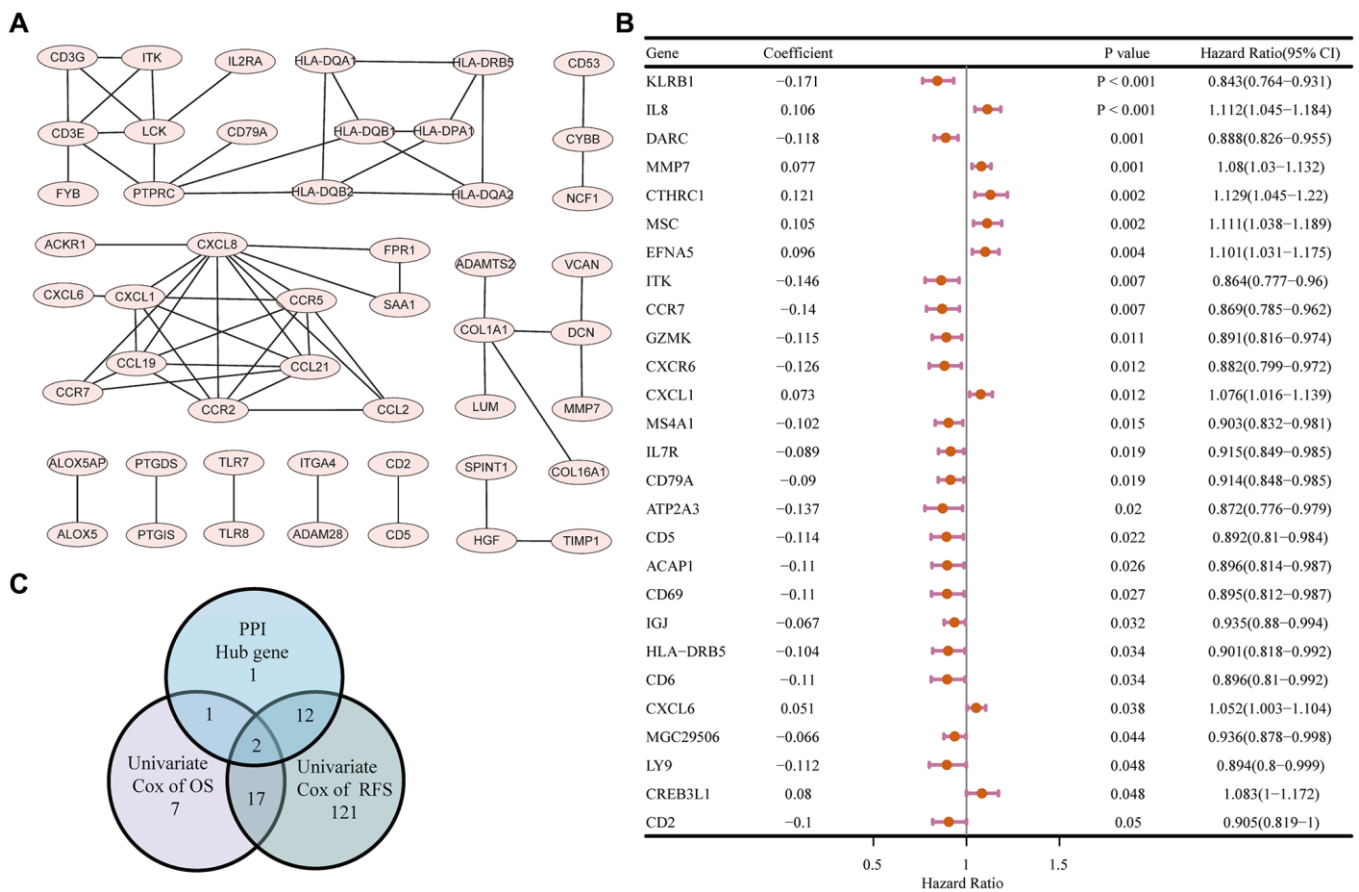 A
CD3G ITK IL2RA HLA-DQA1 HLA-DRB5 CD53
CD3E LCK CD79A HLA-DQB1 HLA-DPA1 CYBB
FYB PTPRC HLA-DQB2 HLA-DQA2 NCF1
ACKR1 CXCL8 FPR1 ADAMTS2 VCAN
CXCL6 CXCL1 CCR5 SAA1
COL1A1 DCN
CCL19 CCL21
CCR7 CCR2 CCL2 LUM MMP7
ALOX5AP PTGDS TLR7 ITGA4 CD2 SPINT1 COL16A1
ALOX5 PTGIS TLR8 ADAM28 CD5 HGF TIMP1
B
Gene Coefficient P value Hazard Ratio(95% CI)
KLRB1 −0.171 P < 0.001 0.843(0.764−0.931)
IL8 0.106 P < 0.001 1.112(1.045−1.184)
DARC −0.118 0.001 0.888(0.826−0.955)
MMP7 0.077 0.001 1.08(1.03−1.132)
CTHRC1 0.121 0.002 1.129(1.045−1.22)
MSC 0.105 0.002 1.111(1.038−1.189)
EFNA5 0.096 0.004 1.101(1.031−1.175)
ITK −0.146 0.007 0.864(0.777−0.96)
CCR7 −0.14 0.007 0.869(0.785−0.962)
GZMK −0.115 0.011 0.891(0.816−0.974)
CXCR6 −0.126 0.012 0.882(0.799−0.972)
CXCL1 0.073 0.012 1.076(1.016−1.139)
MS4A1 −0.102 0.015 0.903(0.832−0.981)
IL7R −0.089 0.019 0.915(0.849−0.985)
CD79A −0.09 0.019 0.914(0.848−0.985)
ATP2A3 −0.137 0.02 0.872(0.776−0.979)
CD5 −0.114 0.022 0.892(0.81−0.984)
ACAP1 −0.11 0.026 0.896(0.814−0.987)
CD69 −0.11 0.027 0.895(0.812−0.987)
IGJ −0.067 0.032 0.935(0.88−0.994)
HLA−DRB5 −0.104 0.034 0.901(0.818−0.992)
CD6 −0.11 0.034 0.896(0.81−0.992)
CXCL6 0.051 0.038 1.052(1.003−1.104)
MGC29506 −0.066 0.044 0.936(0.878−0.998)
LY9 −0.112 0.048 0.894(0.8−0.999)
CREB3L1 0.08 0.048 1.083(1−1.172)
CD2 −0.1 0.05 0.905(0.819−1)
0.5 1 1.5
Hazard Ratio
C
PPI
Hub gene
1
1 12
2
Univariate
Cox of OS
7
17
Univariate
Cox of RFS
121